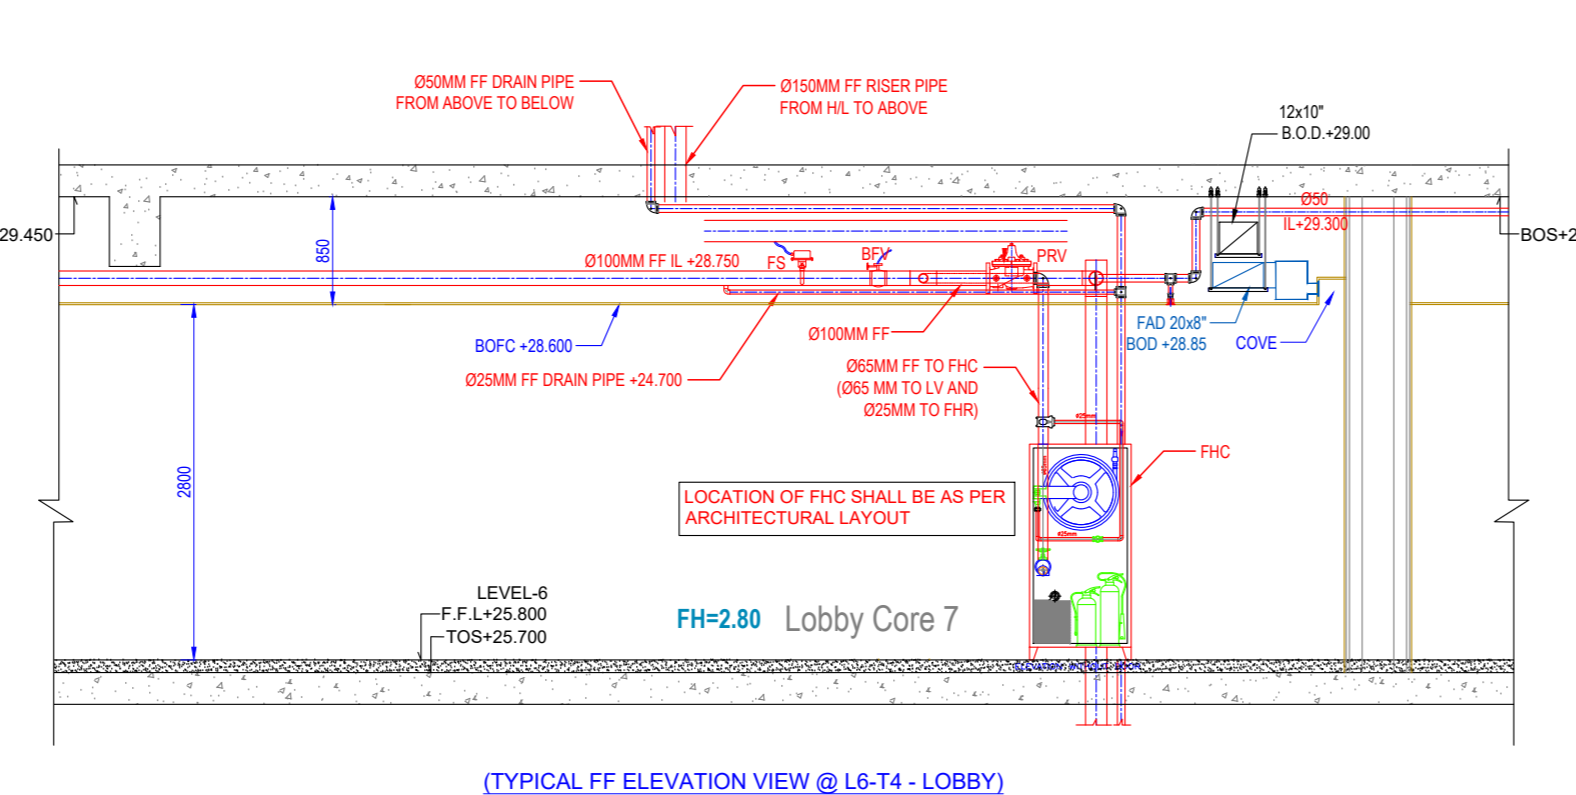 Ø50MM FF DRAIN PIPE
FROM ABOVE TO BELOW
Ø150MM FF RISER PIPE
FROM H/L TO ABOVE
12x10"
B.O.D.+29.00
29.450
850
Ø100MM FF IL +28.750
FS
BFV
PRV
Ø50
IL+29.300
BOS+2
BOFC +28.600
Ø100MM FF
FAD 20x8"
BOD +28.85
COVE
Ø25MM FF DRAIN PIPE +24.700
Ø65MM FF TO FHC
(Ø65 MM TO LV AND
Ø25MM TO FHR)
ø25mm
FHC
2800
LOCATION OF FHC SHALL BE AS PER
ARCHITECTURAL LAYOUT
ø25mm
LEVEL-6
F.F.L+25.800
TOS+25.700
FH=2.80
Lobby Core 7
ELEVATION WITHOUT DOOR
(TYPICAL FF ELEVATION VIEW @ L6-T4 - LOBBY)